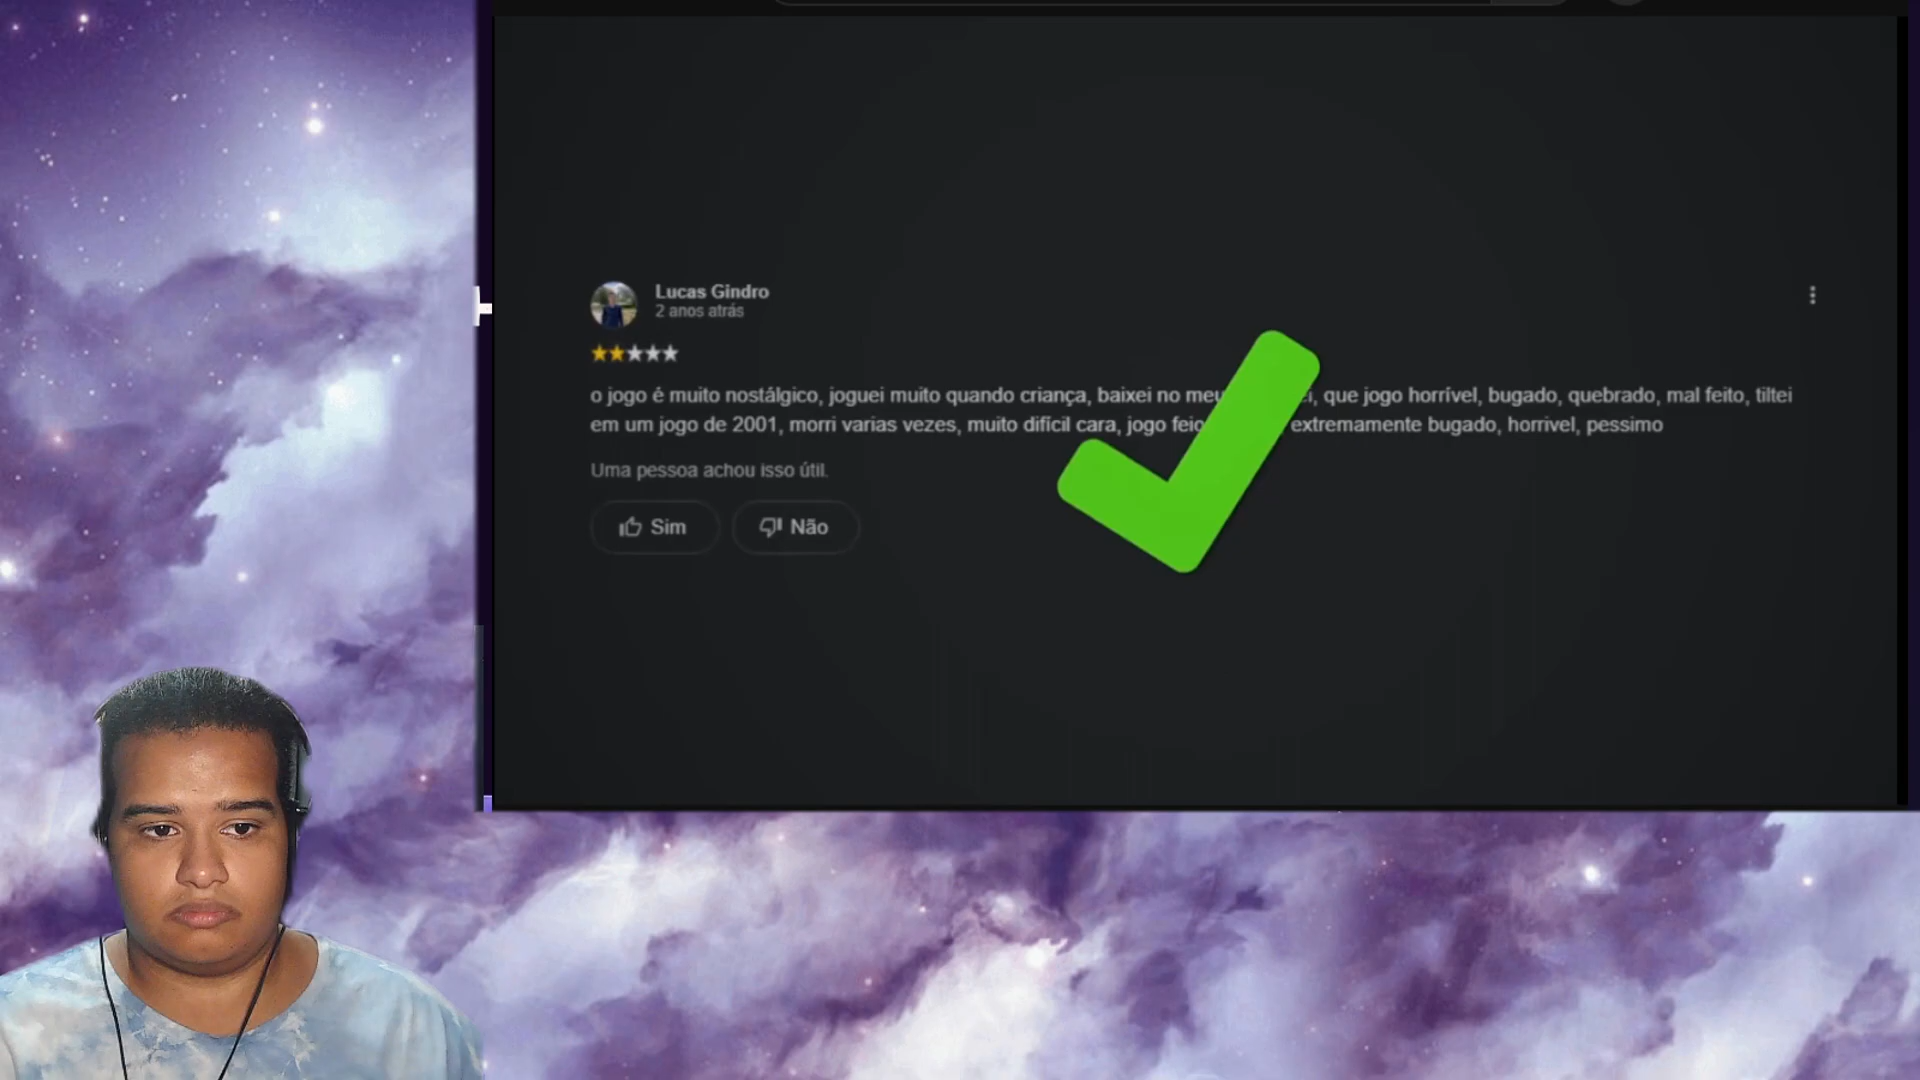 Lucas Gindro
2 anos atrás
o jogo é muito nostálgico, joguei muito quando criança, baixei no meu , que jogo horrível, bugado, quebrado, mal feito, tiltei
em um jogo de 2001, morri varias vezes, muito difícil cara, jogo feio extremamente bugado, horrivel, pessimo
Uma pessoa achou isso útil.
Sim Não